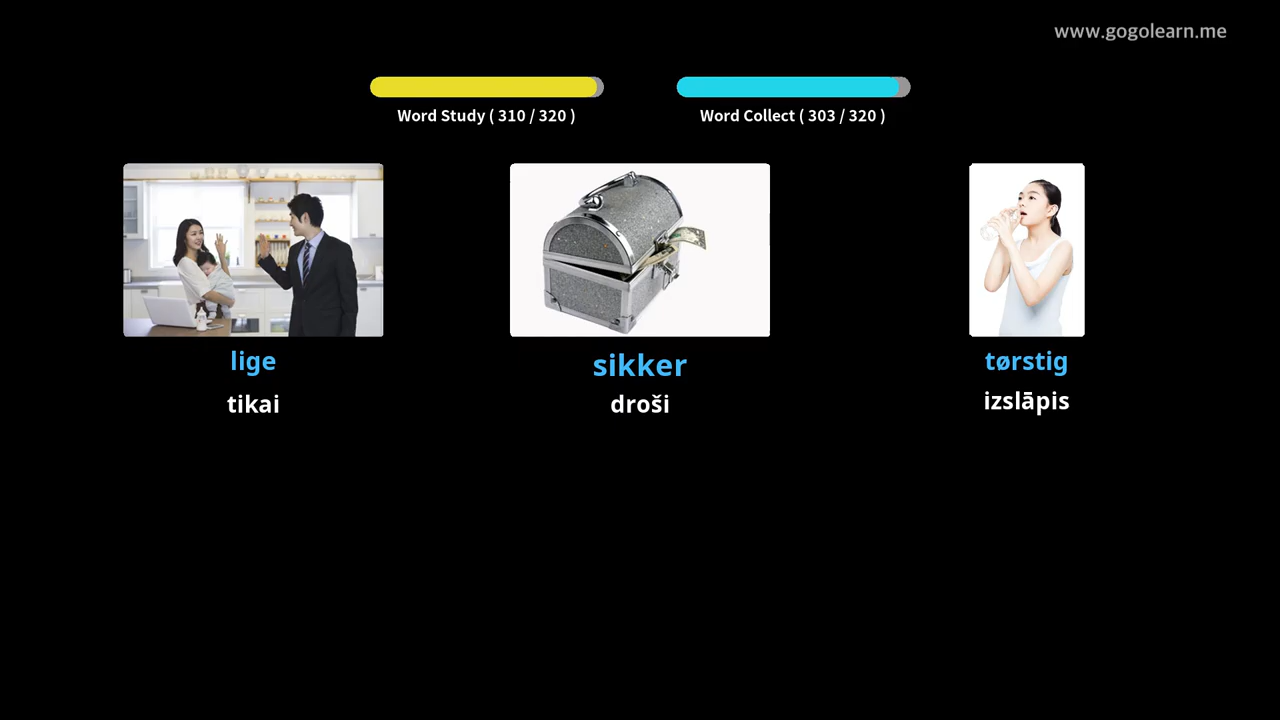 www.gogolearn.me
Word Study ( 310 / 320 )
Word Collect ( 303 / 320 )
lige
sikker
tørstig
tikai
droši
izslāpis